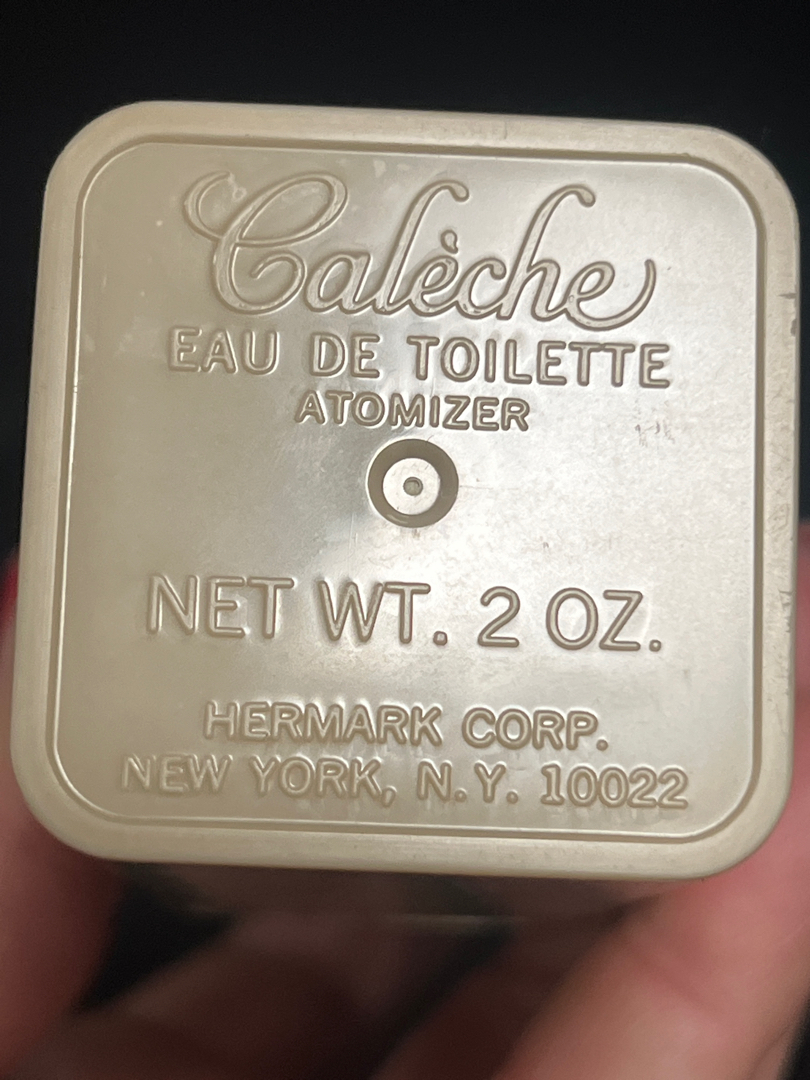 Calèche
EAU DE TOILETTE
ATOMIZER
NET WT. 2 OZ.
HERMARK CORP.
NEW YORK, N.Y. 10022